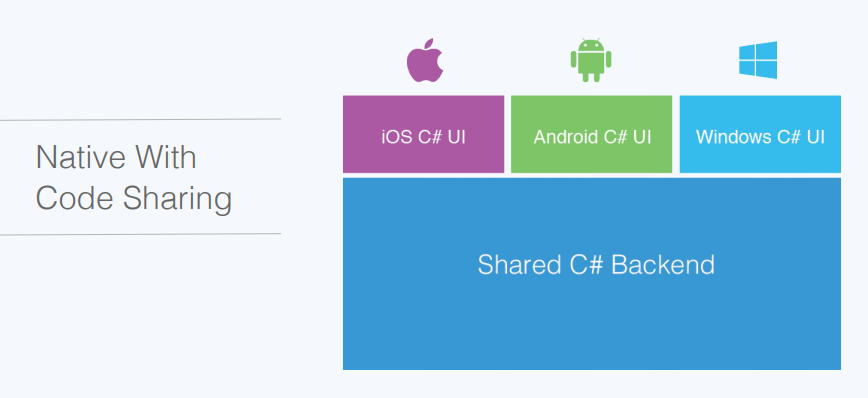 Native With
Code Sharing
iOS C# UI
Android C# UI
Windows C# UI
Shared C# Backend